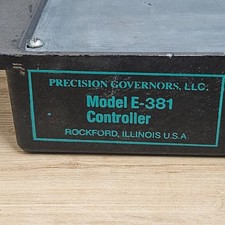 PRECISION GOVERNORS, LLC.
Model E-381
Controller
ROCKFORD, ILLINOIS U.S.A